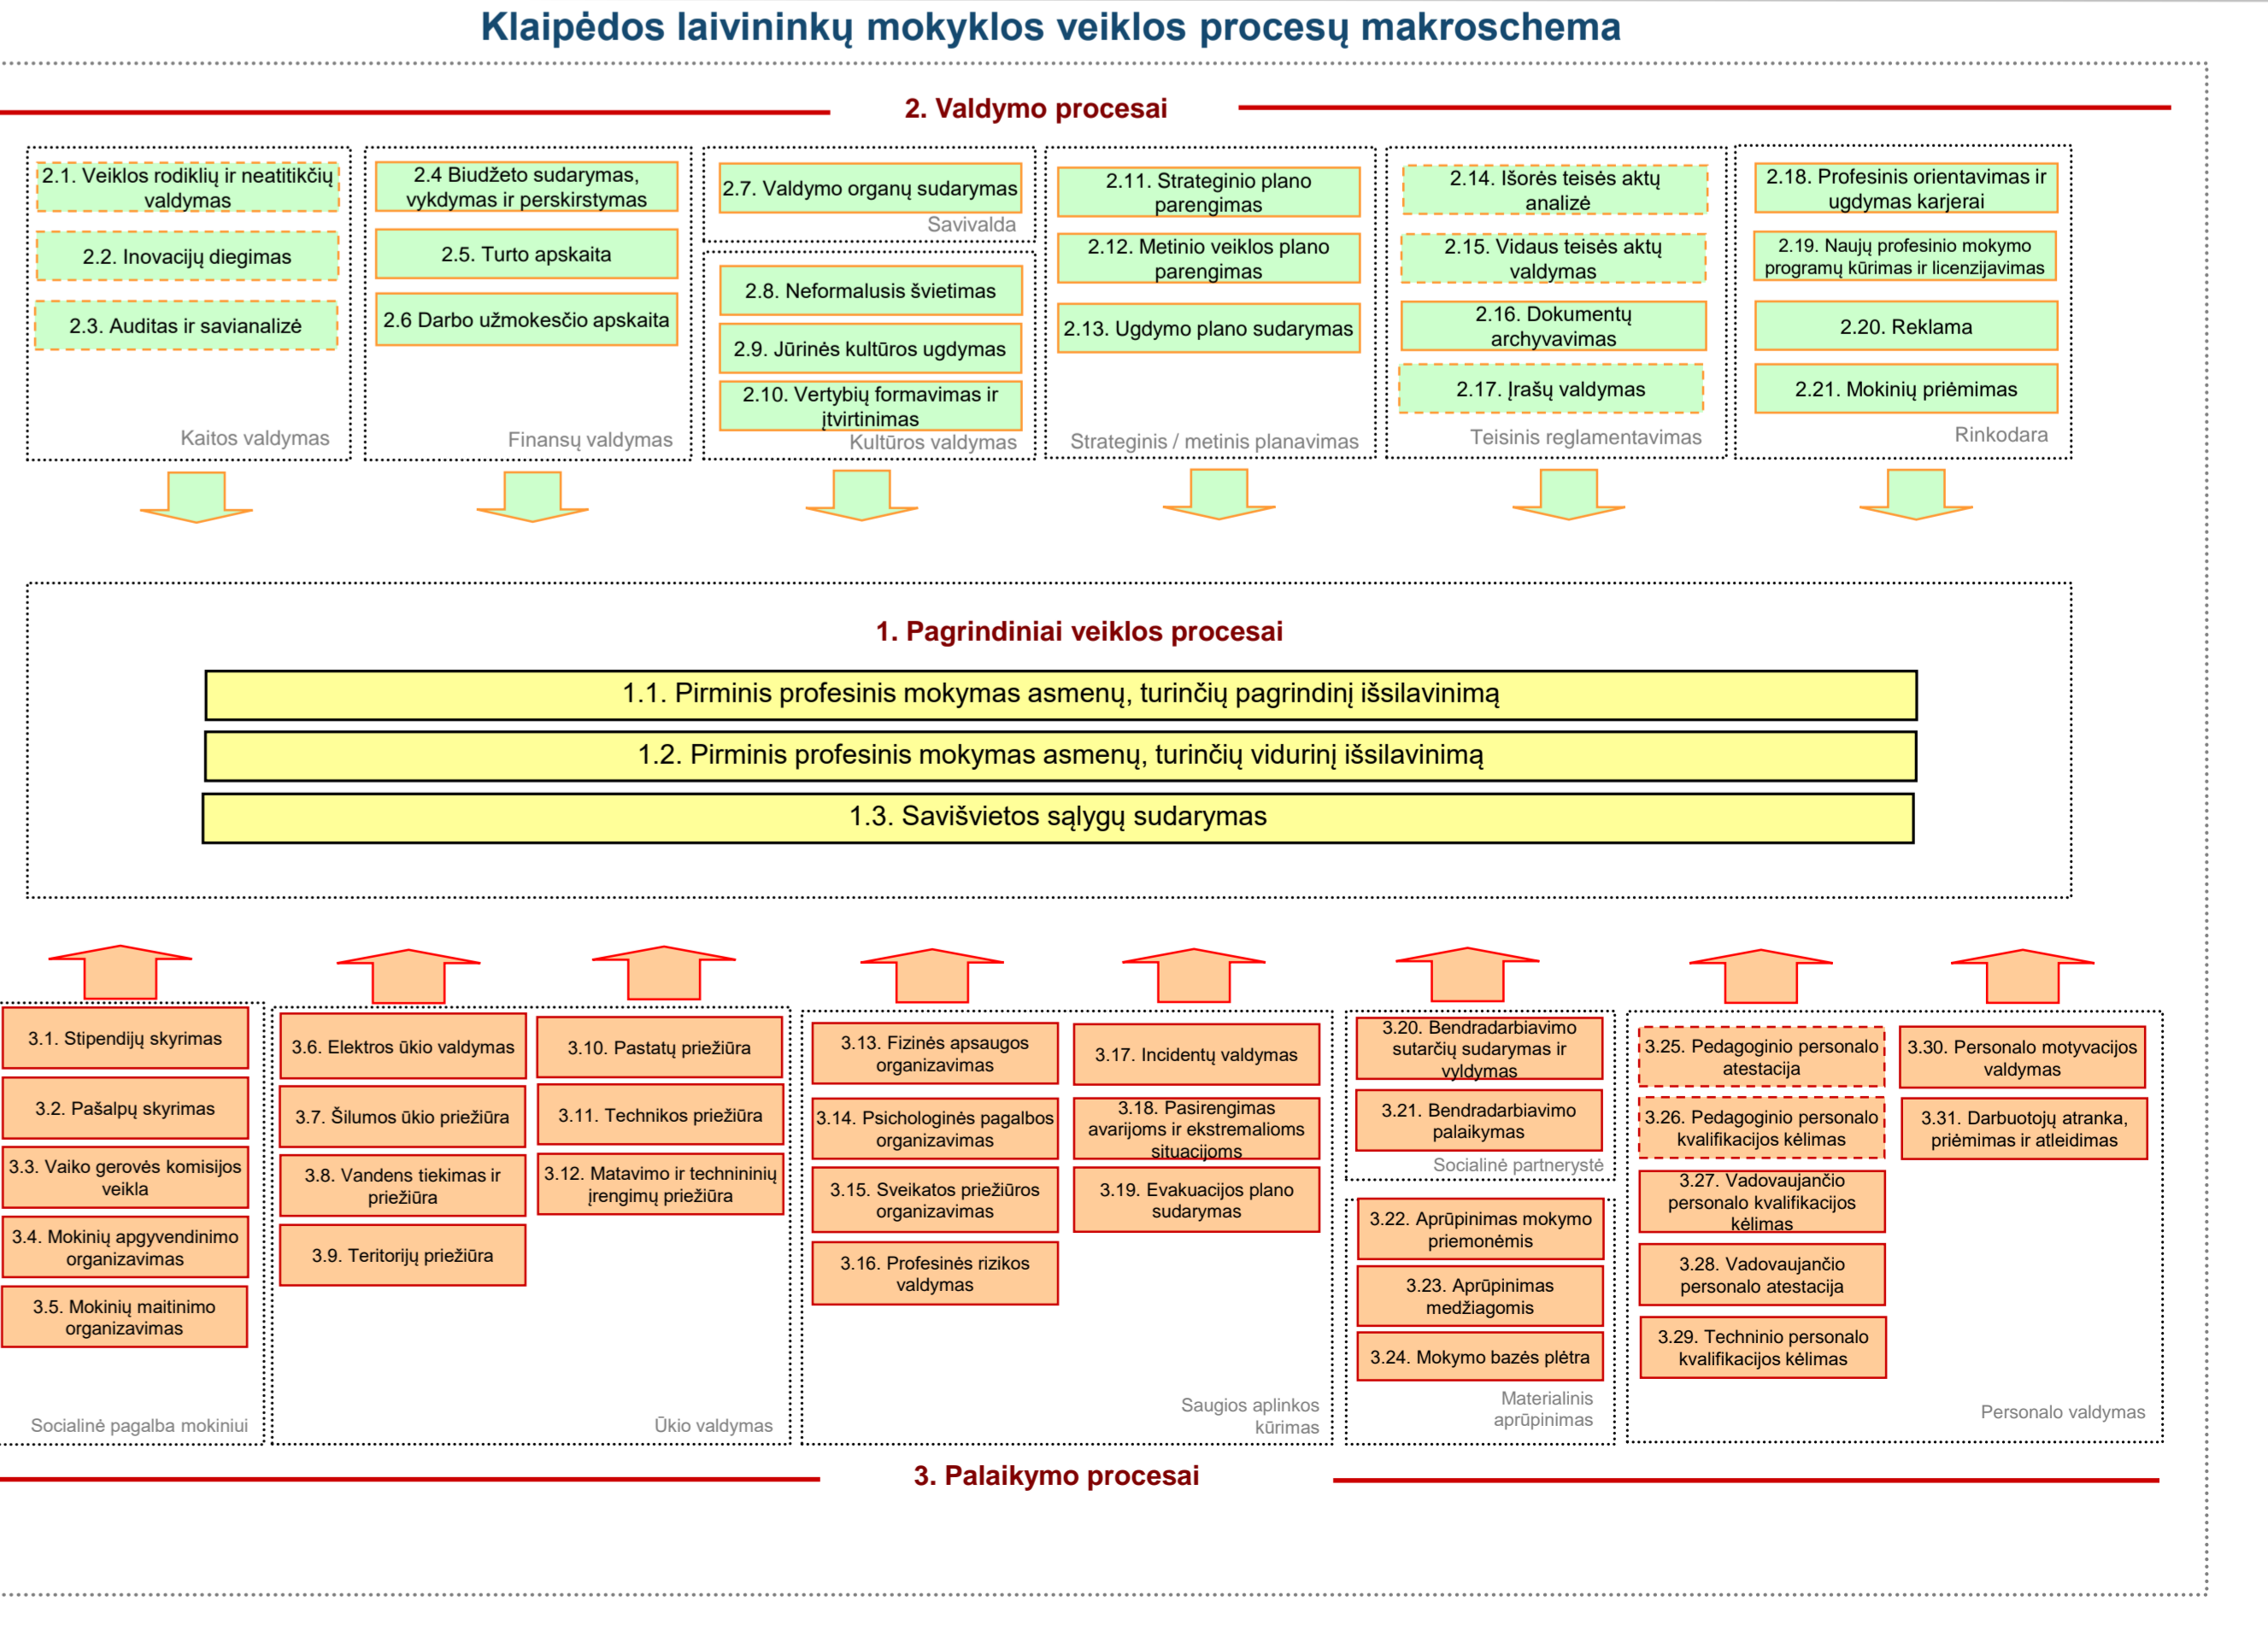 Klaipėdos laivininkų mokyklos veiklos procesų makroschema
2. Valdymo procesai
2.1. Veiklos rodiklių ir neatitikčių
valdymas
2.2. Inovacijų diegimas
2.3. Auditas ir savianalizė
Kaitos valdymas
2.4 Biudžeto sudarymas,
vykdymas ir perskirstymas
2.5. Turto apskaita
2.6 Darbo užmokesčio apskaita
Finansų valdymas
2.7. Valdymo organų sudarymas
Savivalda
2.8. Neformalusis švietimas
2.9. Jūrinės kultūros ugdymas
2.10. Vertybių formavimas ir
įtvirtinimas
Kultūros valdymas
2.11. Strateginio plano
parengimas
2.12. Metinio veiklos plano
parengimas
2.13. Ugdymo plano sudarymas
Strateginis / metinis planavimas
2.14. Išorės teisės aktų
analizė
2.15. Vidaus teisės aktų
valdymas
2.16. Dokumentų
archyvavimas
2.17. Įrašų valdymas
Teisinis reglamentavimas
2.18. Profesinis orientavimas ir
ugdymas karjerai
2.19. Naujų profesinio mokymo
programų kūrimas ir licenzijavimas
2.20. Reklama
2.21. Mokinių priėmimas
Rinkodara
1. Pagrindiniai veiklos procesai
1.1. Pirminis profesinis mokymas asmenų, turinčių pagrindinį išsilavinimą
1.2. Pirminis profesinis mokymas asmenų, turinčių vidurinį išsilavinimą
1.3. Savišvietos sąlygų sudarymas
3.1. Stipendijų skyrimas
3.2. Pašalpų skyrimas
3.3. Vaiko gerovės komisijos
veikla
3.4. Mokinių apgyvendinimo
organizavimas
3.5. Mokinių maitinimo
organizavimas
Socialinė pagalba mokiniui
3.6. Elektros ūkio valdymas
3.7. Šilumos ūkio priežiūra
3.8. Vandens tiekimas ir
priežiūra
3.9. Teritorijų priežiūra
3.10. Pastatų priežiūra
3.11. Technikos priežiūra
3.12. Matavimo ir technininių
įrengimų priežiūra
Ūkio valdymas
3.13. Fizinės apsaugos
organizavimas
3.14. Psichologinės pagalbos
organizavimas
3.15. Sveikatos priežiūros
organizavimas
3.16. Profesinės rizikos
valdymas
3.17. Incidentų valdymas
3.18. Pasirengimas
avarijoms ir ekstremalioms
situacijoms
3.19. Evakuacijos plano
sudarymas
Saugios aplinkos
kūrimas
3.20. Bendradarbiavimo
sutarčių sudarymas ir
vyldymas
3.21. Bendradarbiavimo
palaikymas
Socialinė partnerystė
3.22. Aprūpinimas mokymo
priemonėmis
3.23. Aprūpinimas
medžiagomis
3.24. Mokymo bazės plėtra
Materialinis
aprūpinimas
3.25. Pedagoginio personalo
atestacija
3.26. Pedagoginio personalo
kvalifikacijos kėlimas
3.27. Vadovaujančio
personalo kvalifikacijos
kėlimas
3.28. Vadovaujančio
personalo atestacija
3.29. Techninio personalo
kvalifikacijos kėlimas
3.30. Personalo motyvacijos
valdymas
3.31. Darbuotojų atranka,
priėmimas ir atleidimas
Personalo valdymas
3. Palaikymo procesai